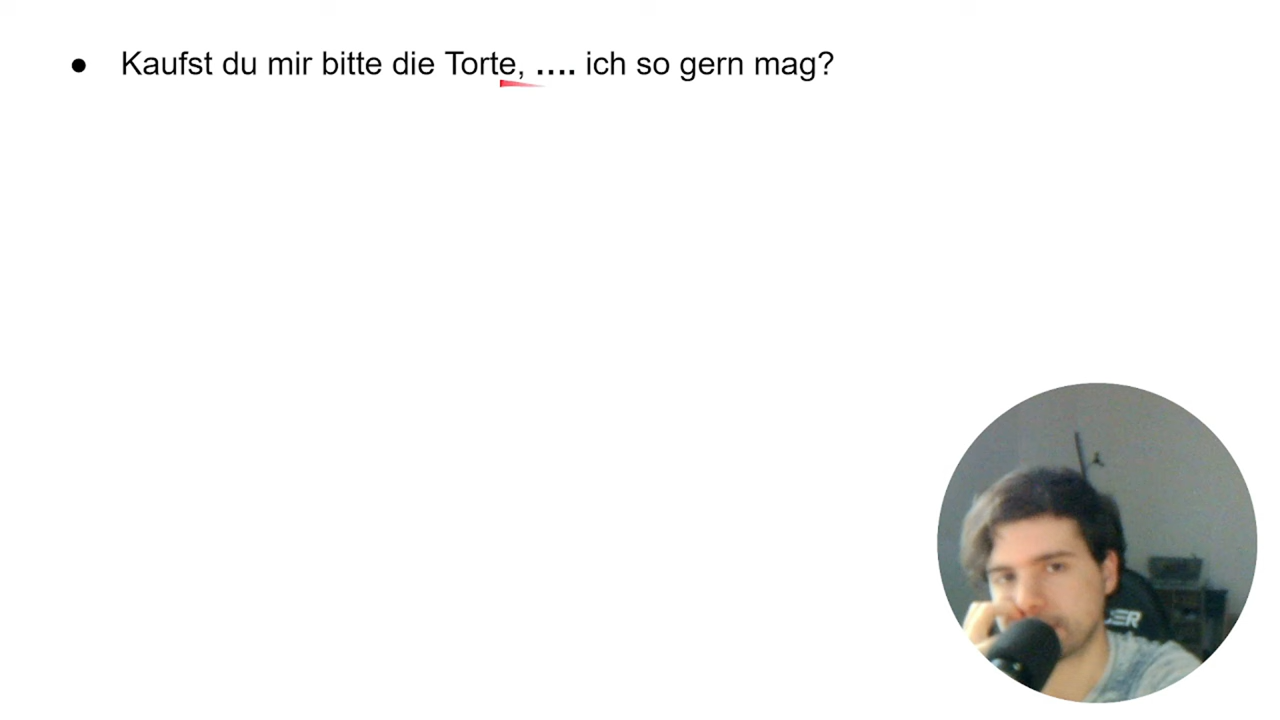 ● Kaufst du mir bitte die Torte, .... ich so gern mag?